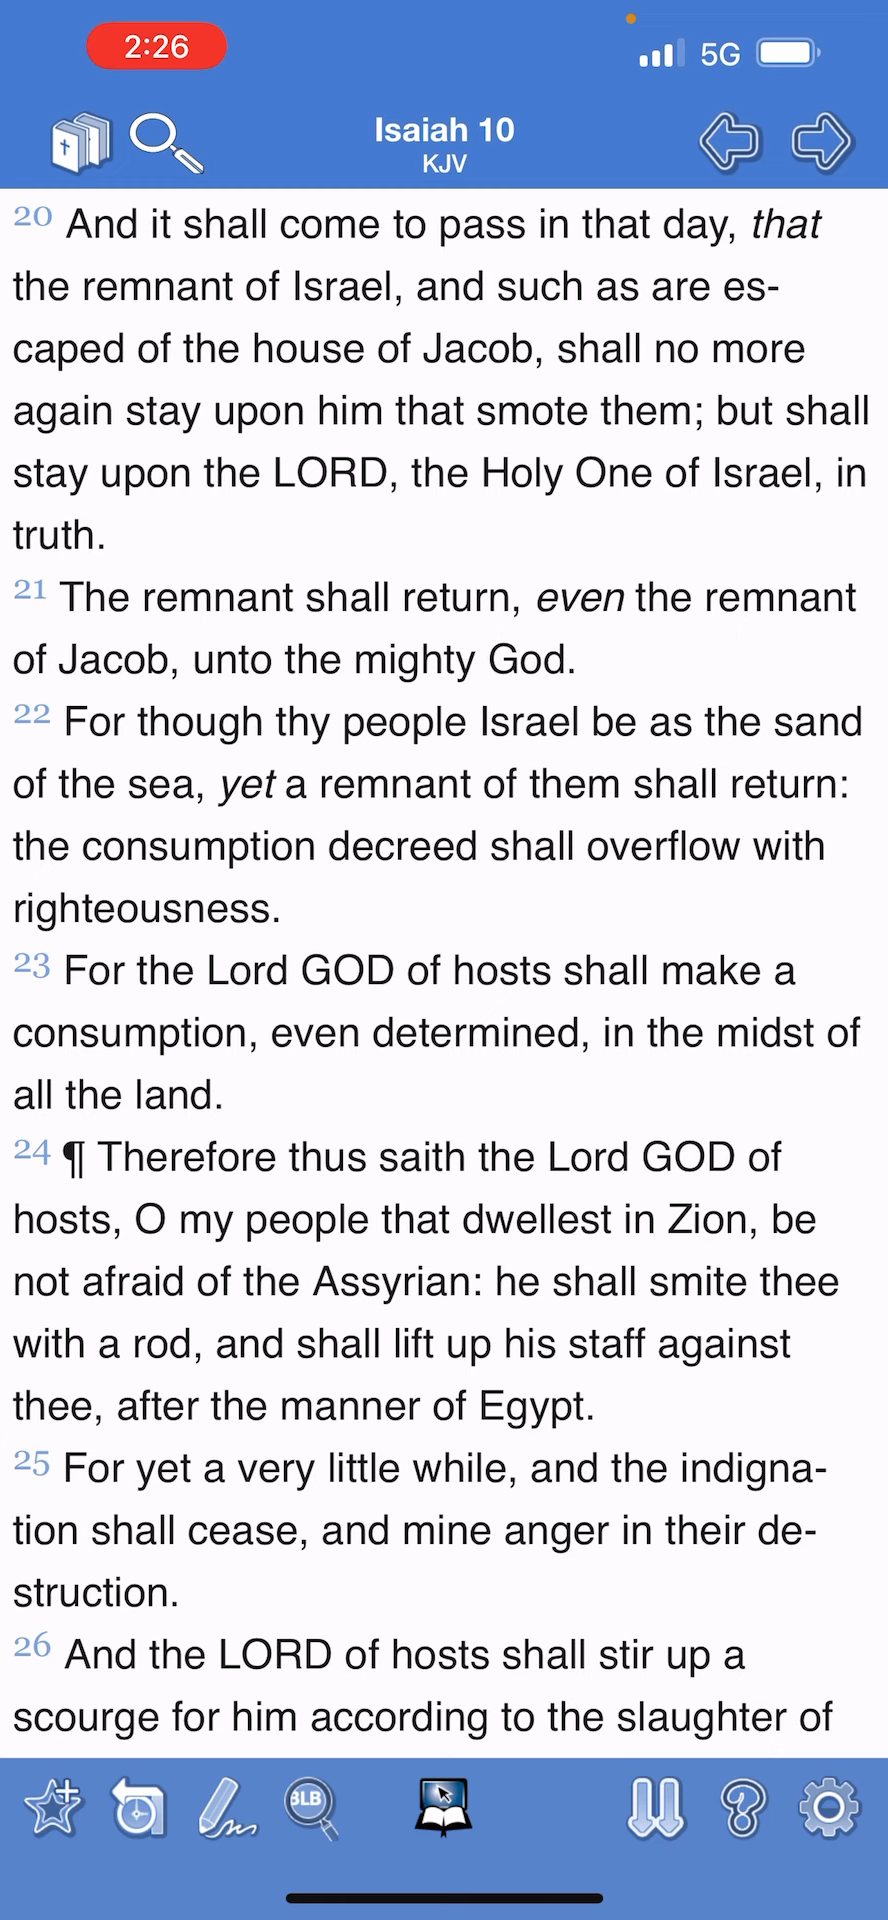 2:26
5G
Isaiah 10
KJV
20 And it shall come to pass in that day, that
the remnant of Israel, and such as are es-
caped of the house of Jacob, shall no more
again stay upon him that smote them; but shall
stay upon the LORD, the Holy One of Israel, in
truth.
21 The remnant shall return, even the remnant
of Jacob, unto the mighty God.
22 For though thy people Israel be as the sand
of the sea, yet a remnant of them shall return:
the consumption decreed shall overflow with
righteousness.
23 For the Lord GOD of hosts shall make a
consumption, even determined, in the midst of
all the land.
24 ¶ Therefore thus saith the Lord GOD of
hosts, O my people that dwellest in Zion, be
not afraid of the Assyrian: he shall smite thee
with a rod, and shall lift up his staff against
thee, after the manner of Egypt.
25 For yet a very little while, and the indigna-
tion shall cease, and mine anger in their de-
struction.
26 And the LORD of hosts shall stir up a
scourge for him according to the slaughter of
BLB